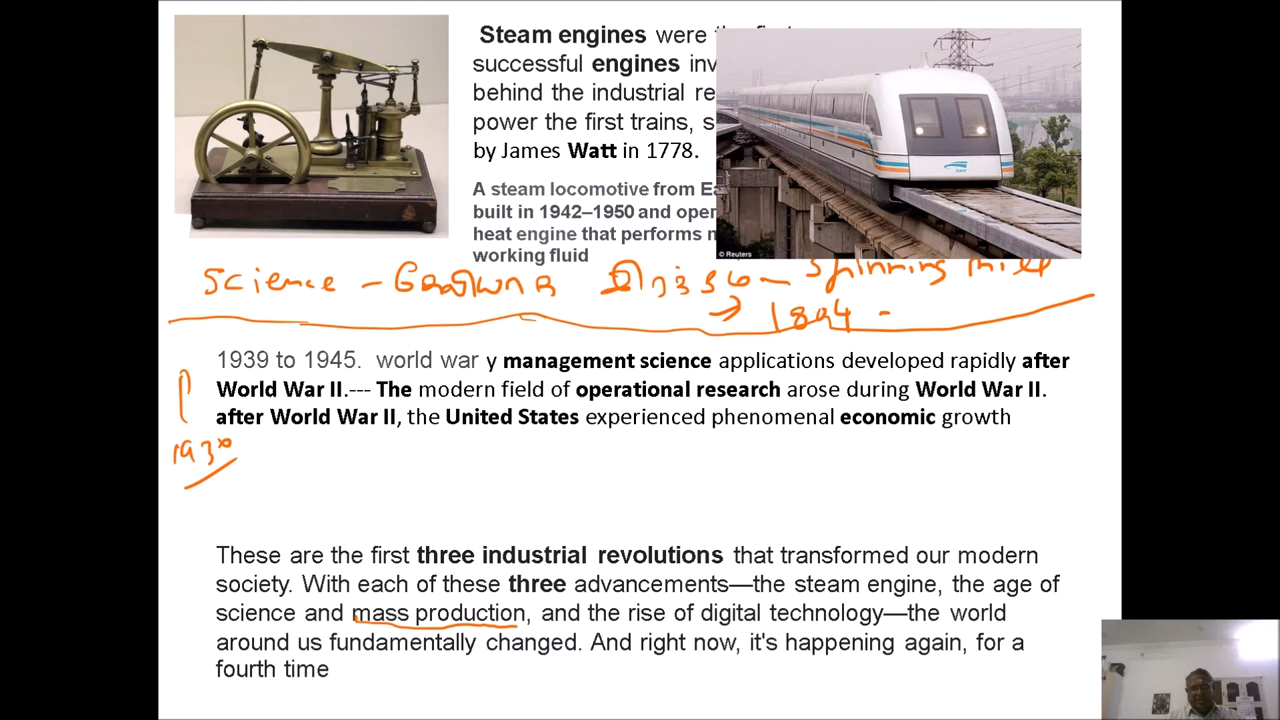 Steam engines were
successful engines inv
behind the industrial re
power the first trains, s
by James Watt in 1778.
A steam locomotive from Ea
built in 1942–1950 and oper
heat engine that performs
working fluid
© Reuters
Science – – Spinning mill
→ 1894 -
1939 to 1945. world war y management science applications developed rapidly after
World War II.--- The modern field of operational research arose during World War II.
after World War II, the United States experienced phenomenal economic growth
These are the first three industrial revolutions that transformed our modern
society. With each of these three advancements—the steam engine, the age of
science and mass production, and the rise of digital technology—the world
around us fundamentally changed. And right now, it's happening again, for a
fourth time